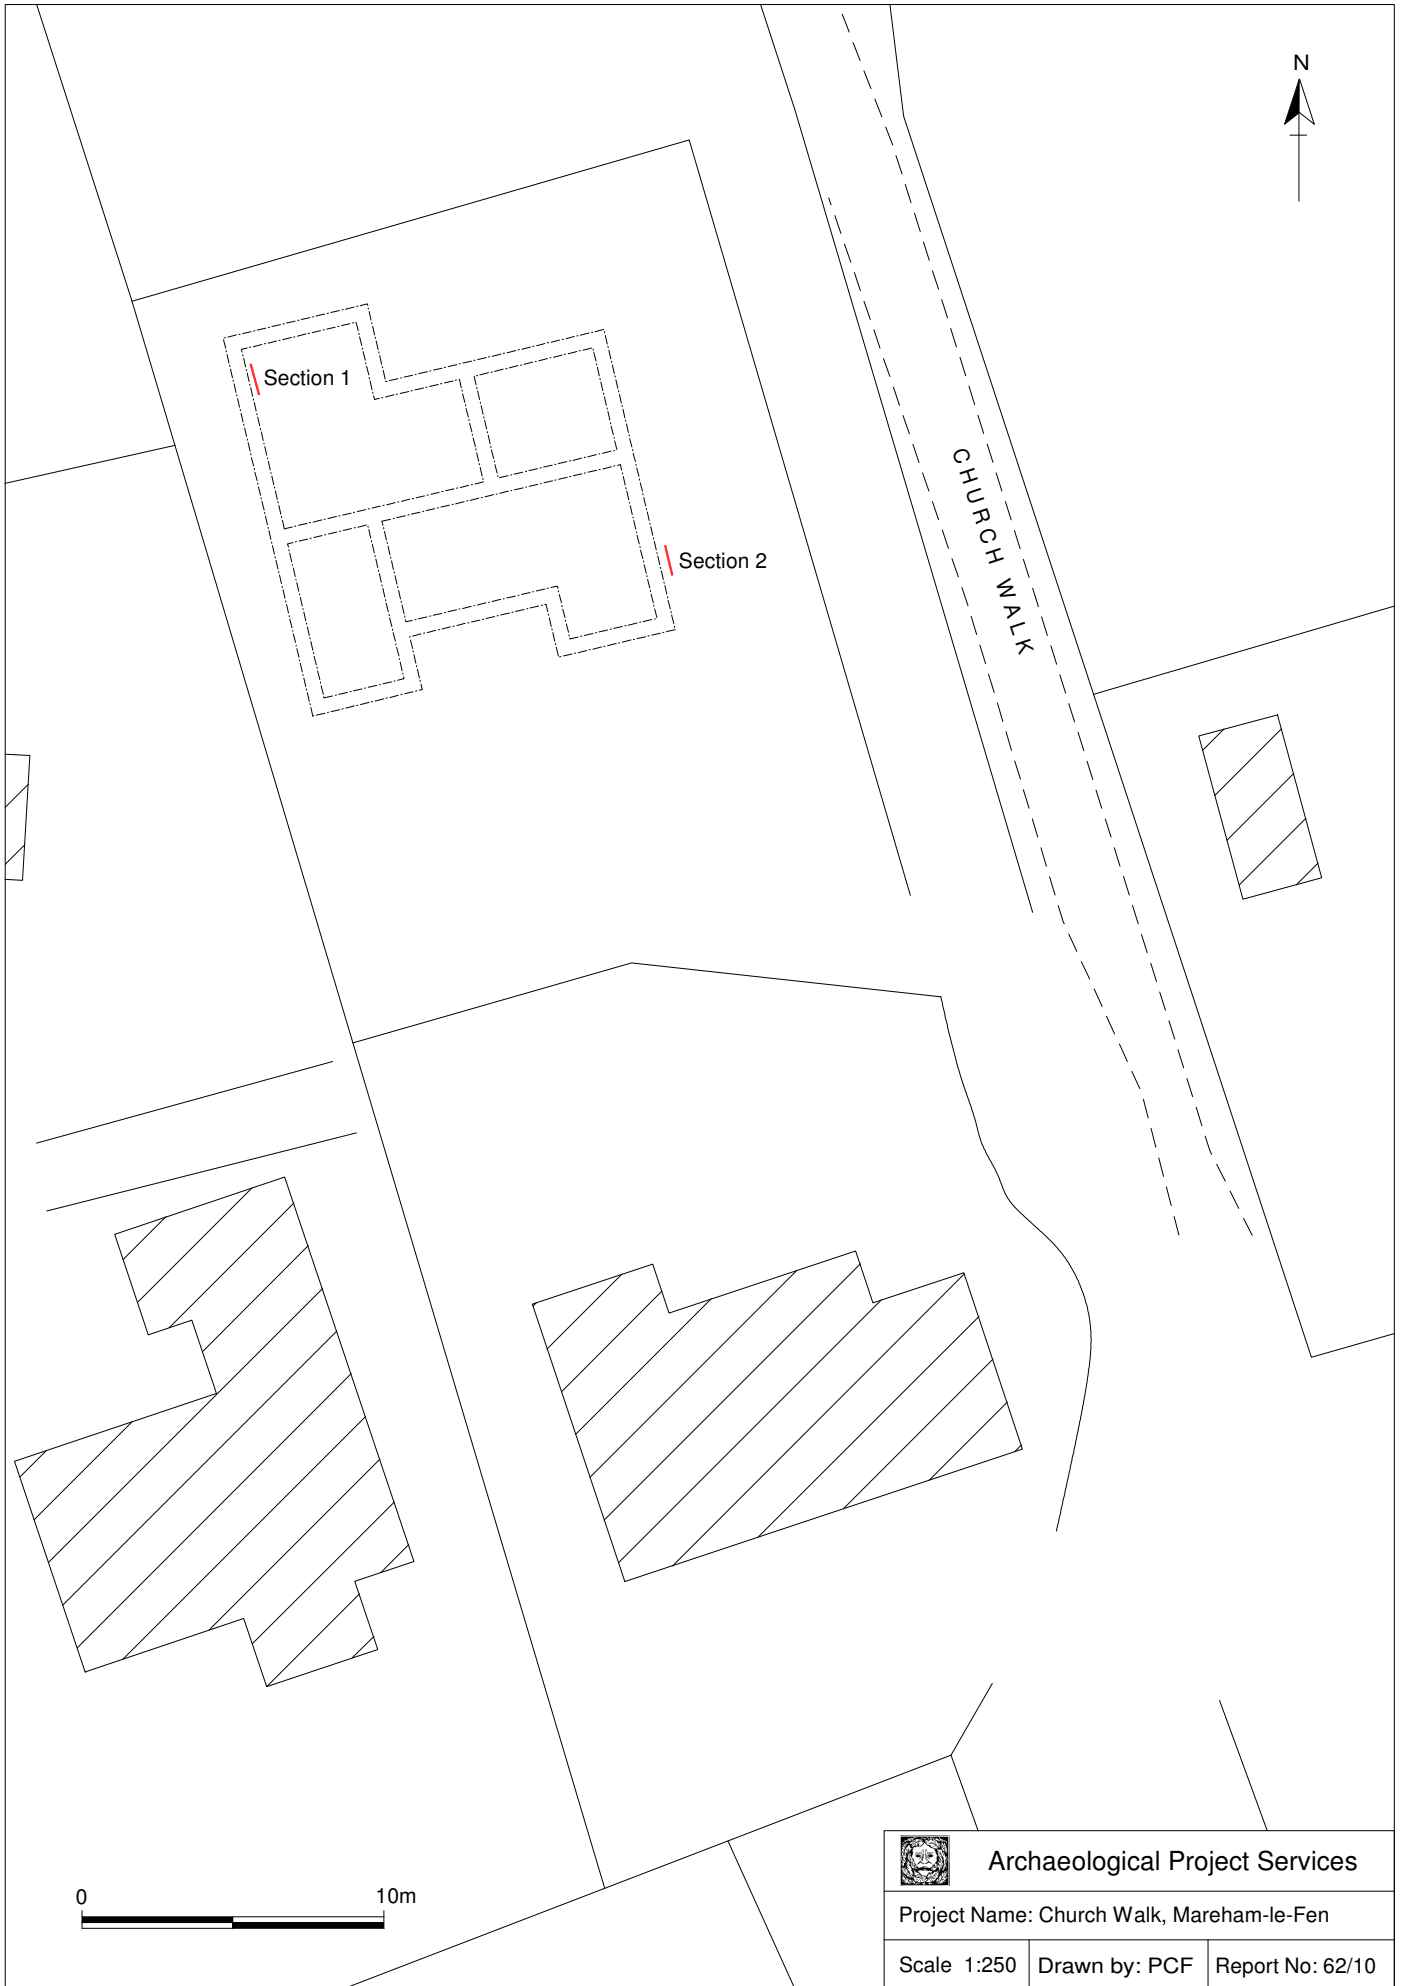 N
Section 1
CHURCH WALK
Section 2
0 10m
Archaeological Project Services
Project Name: Church Walk, Mareham-le-Fen
Scale 1:250 Drawn by: PCF Report No: 62/10